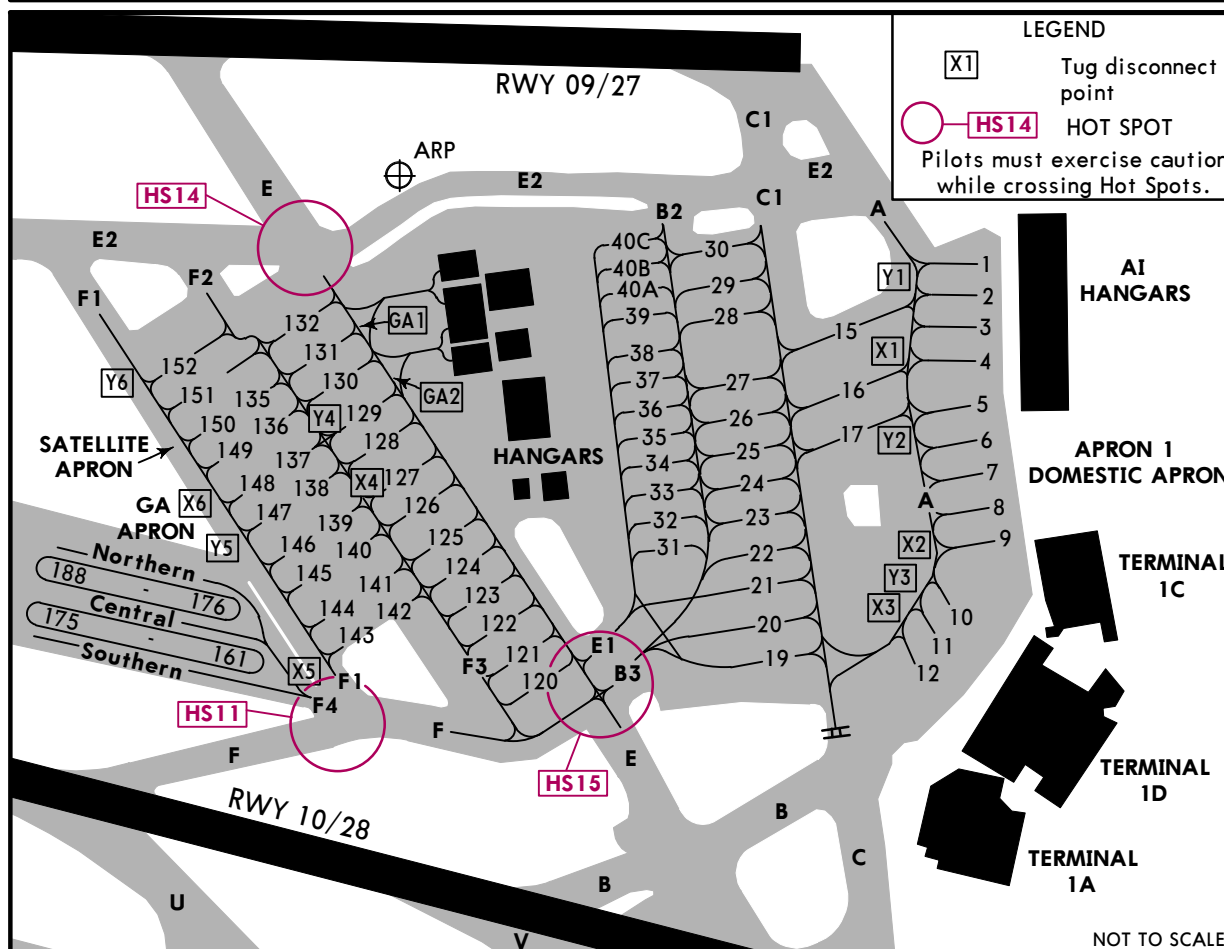 LEGEND
X1
Tug disconnect
point
HS14
HOT SPOT
Pilots must exercise caution
while crossing Hot Spots.
RWY 09/27
C1
ARP
E
HS14
E2
E2
E2
B2
C1
A
F2
F1
40C
40B
40A
39
38
37
36
35
34
33
32
31
30
29
28
27
26
25
24
23
22
21
20
19
15
16
17
Y1
X1
Y2
A
X2
Y3
X3
1
2
3
4
5
6
7
8
9
10
11
12
AI
HANGARS
APRON 1
DOMESTIC APRON
TERMINAL
1C
TERMINAL
1D
TERMINAL
1A
GA1
GA2
HANGARS
132
131
130
129
128
127
126
125
124
123
122
121
120
135
136
137
138
139
140
141
142
Y4
X4
152
151
150
149
148
147
146
145
144
143
Y6
SATELLITE
APRON
GA
APRON
X6
Y5
Northern
188 - 176
Central
175 - 161
Southern
X5
F1
F4
F3
E1
B3
HS11
HS15
F
F
E
B
B
C
RWY 10/28
U
V
NOT TO SCALE